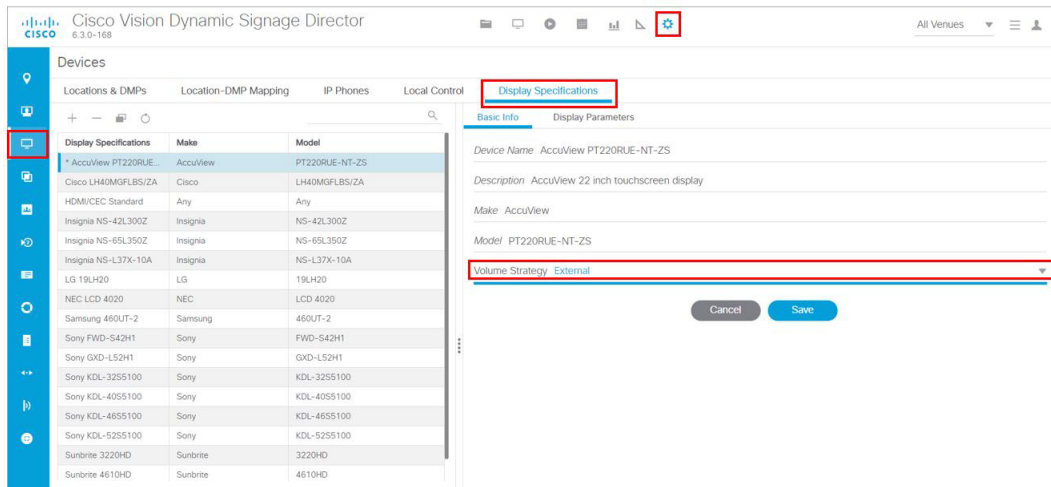 Cisco Vision Dynamic Signage Director
CISCO 6.3.0-168
All Venues
Devices
Locations & DMPs Location-DMP Mapping IP Phones Local Control Display Specifications
Basic Info Display Parameters
Display Specifications Make Model
* AccuView PT220RUE... AccuView PT220RUE-NT-ZS
Cisco LH40MGFLBS/ZA Cisco LH40MGFLBS/ZA
HDMI/CEC Standard Any Any
Insignia NS-42L300Z Insignia NS-42L300Z
Insignia NS-65L350Z Insignia NS-65L350Z
Insignia NS-L37X-10A Insignia NS-L37X-10A
LG 19LH20 LG 19LH20
NEC LCD 4020 NEC LCD 4020
Samsung 460UT-2 Samsung 460UT-2
Sony FWD-S42H1 Sony FWD-S42H1
Sony GXD-L52H1 Sony GXD-L52H1
Sony KDL-32S5100 Sony KDL-32S5100
Sony KDL-40S5100 Sony KDL-40S5100
Sony KDL-46S5100 Sony KDL-46S5100
Sony KDL-52S5100 Sony KDL-52S5100
Sunbrite 3220HD Sunbrite 3220HD
Sunbrite 4610HD Sunbrite 4610HD
Device Name AccuView PT220RUE-NT-ZS
Description AccuView 22 inch touchscreen display
Make AccuView
Model PT220RUE-NT-ZS
Volume Strategy External
Cancel Save